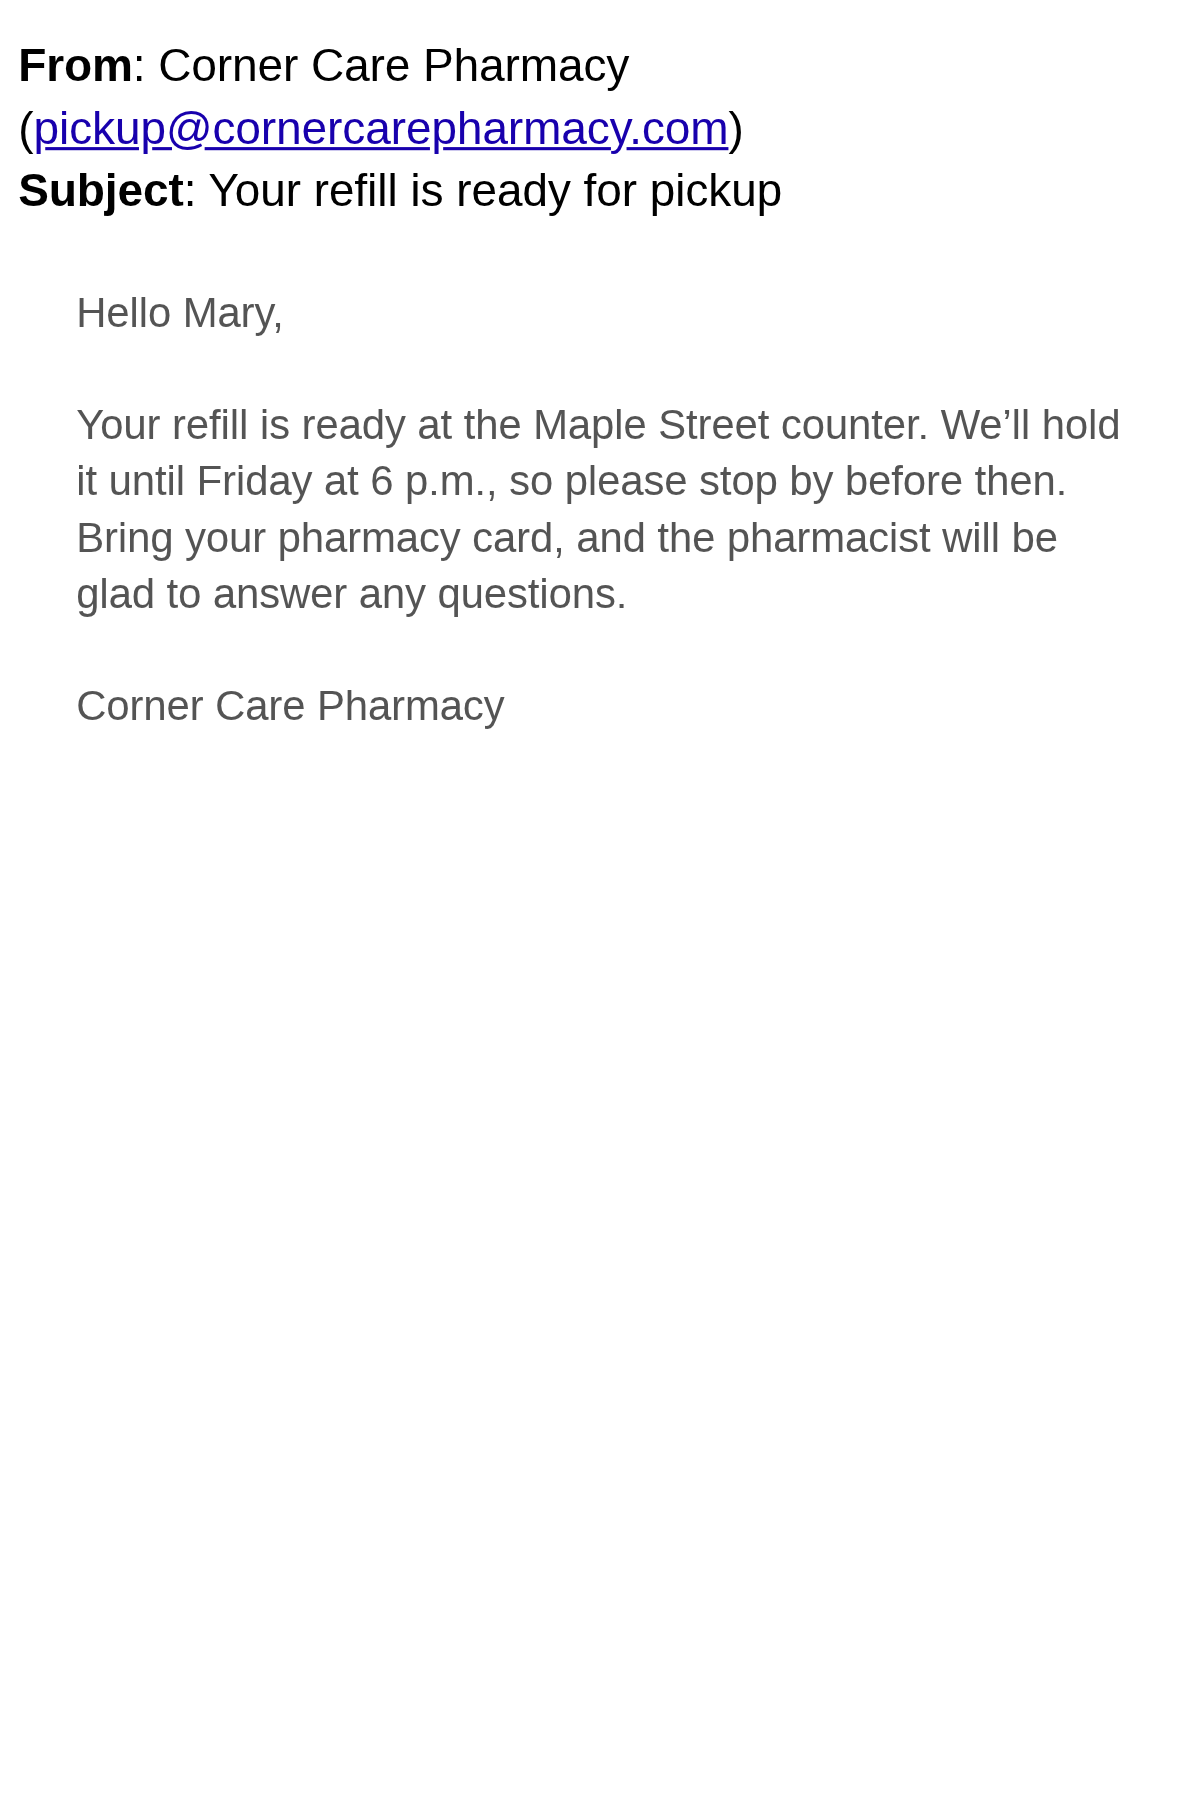 From: Corner Care Pharmacy
(pickup@cornercarepharmacy.com)
Subject: Your refill is ready for pickup
Hello Mary,
Your refill is ready at the Maple Street counter. We’ll hold
it until Friday at 6 p.m., so please stop by before then.
Bring your pharmacy card, and the pharmacist will be
glad to answer any questions.
Corner Care Pharmacy